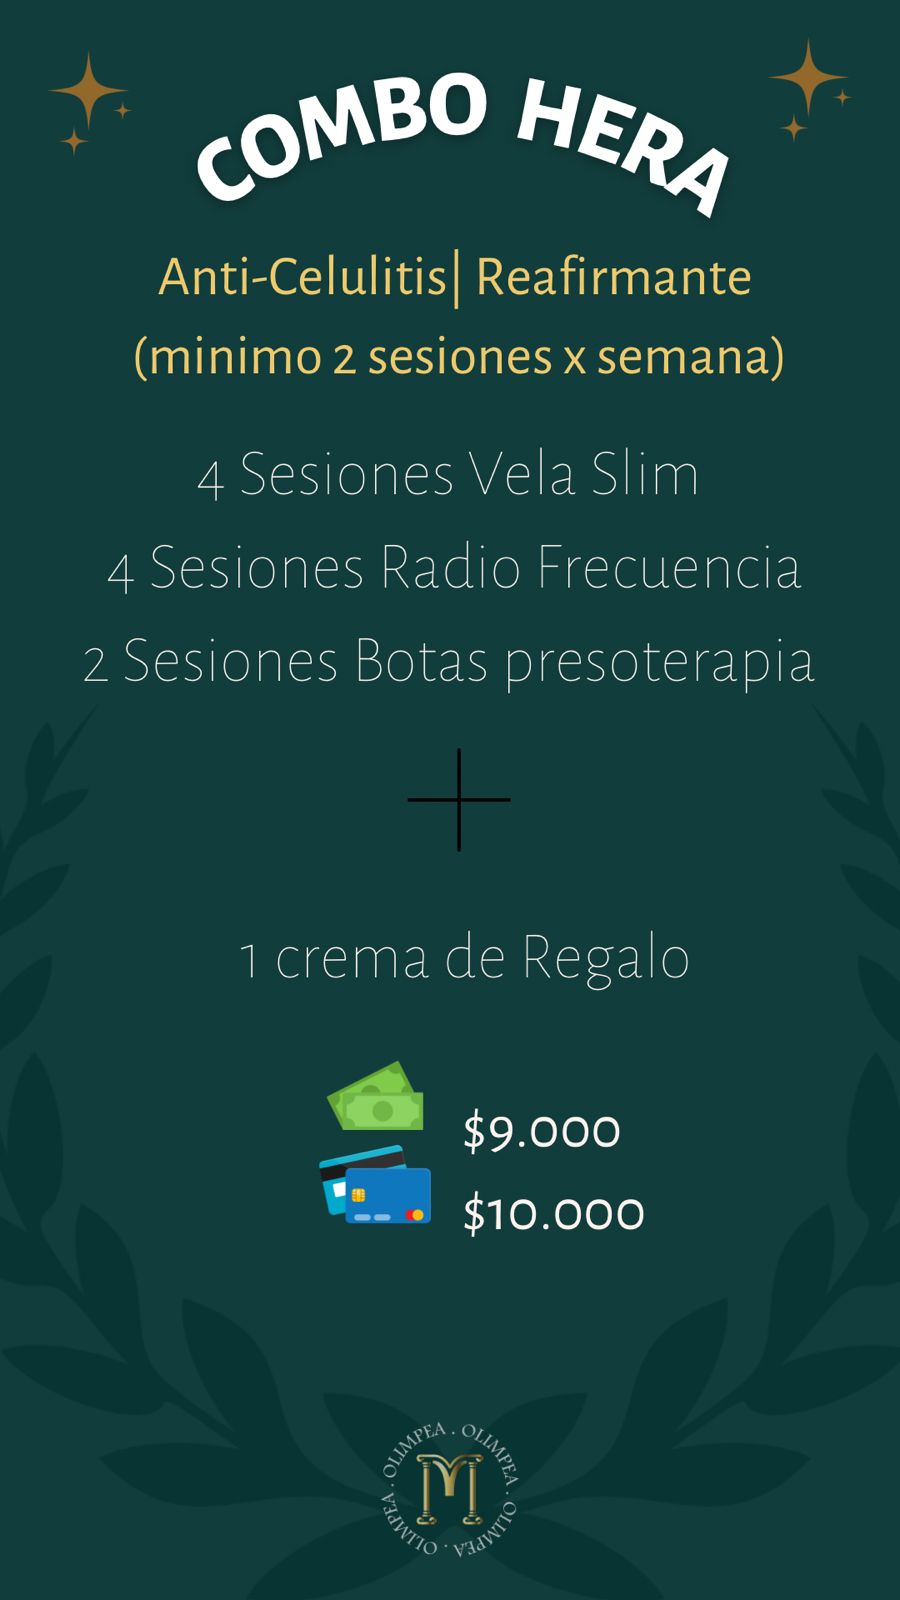 COMBO HERA
Anti-Celulitis| Reafirmante
(minimo 2 sesiones x semana)
4 Sesiones Vela Slim
4 Sesiones Radio Frecuencia
2 Sesiones Botas presoterapia
1 crema de Regalo
$9.000
$10.000
OLIMPEA . OLIMPEA . OLIMPEA . OLIMPEA .
M